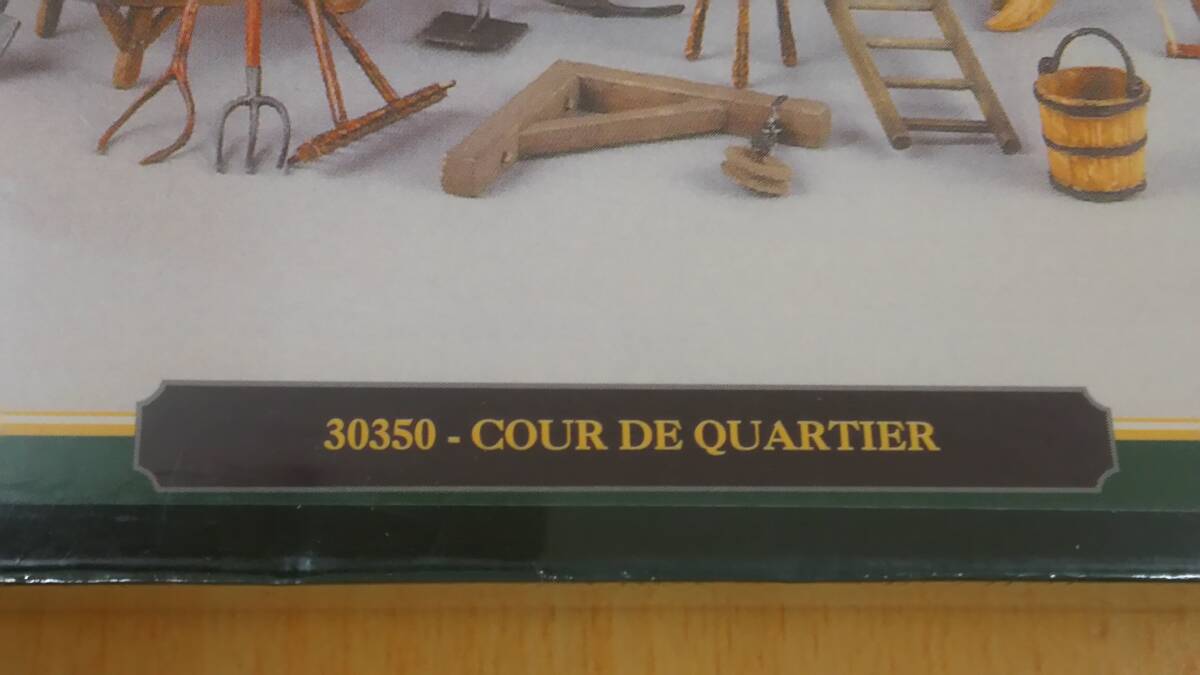 30350 - COUR DE QUARTIER